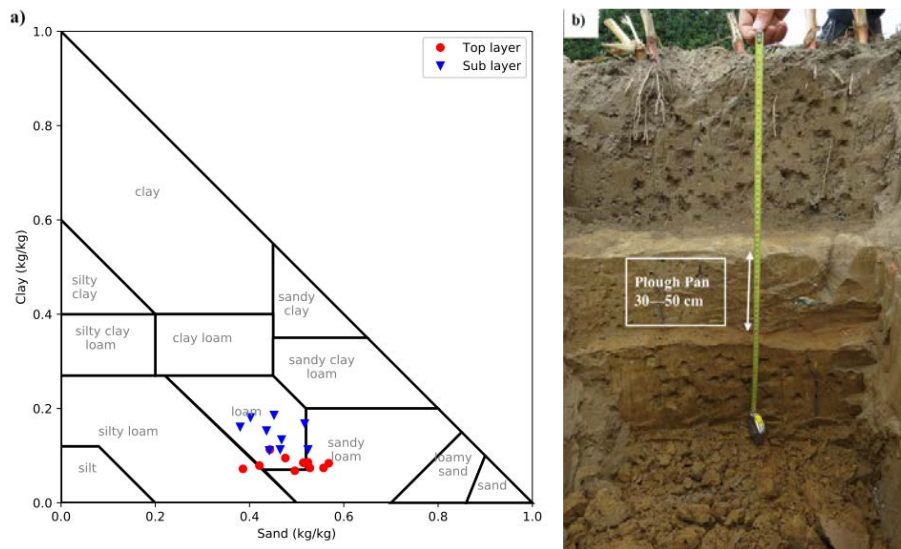 a)
1.0
0.8
0.6
0.4
0.2
0.0
Clay (kg/kg)
0.0
0.2
0.4
0.6
0.8
1.0
Sand (kg/kg)
Top layer
Sub layer
clay
silty
clay
sandy
clay
silty clay
loam
clay loam
sandy clay
loam
loam
silty loam
sandy
loam
silt
loamy
sand
sand
b)
Plough Pan
30—50 cm